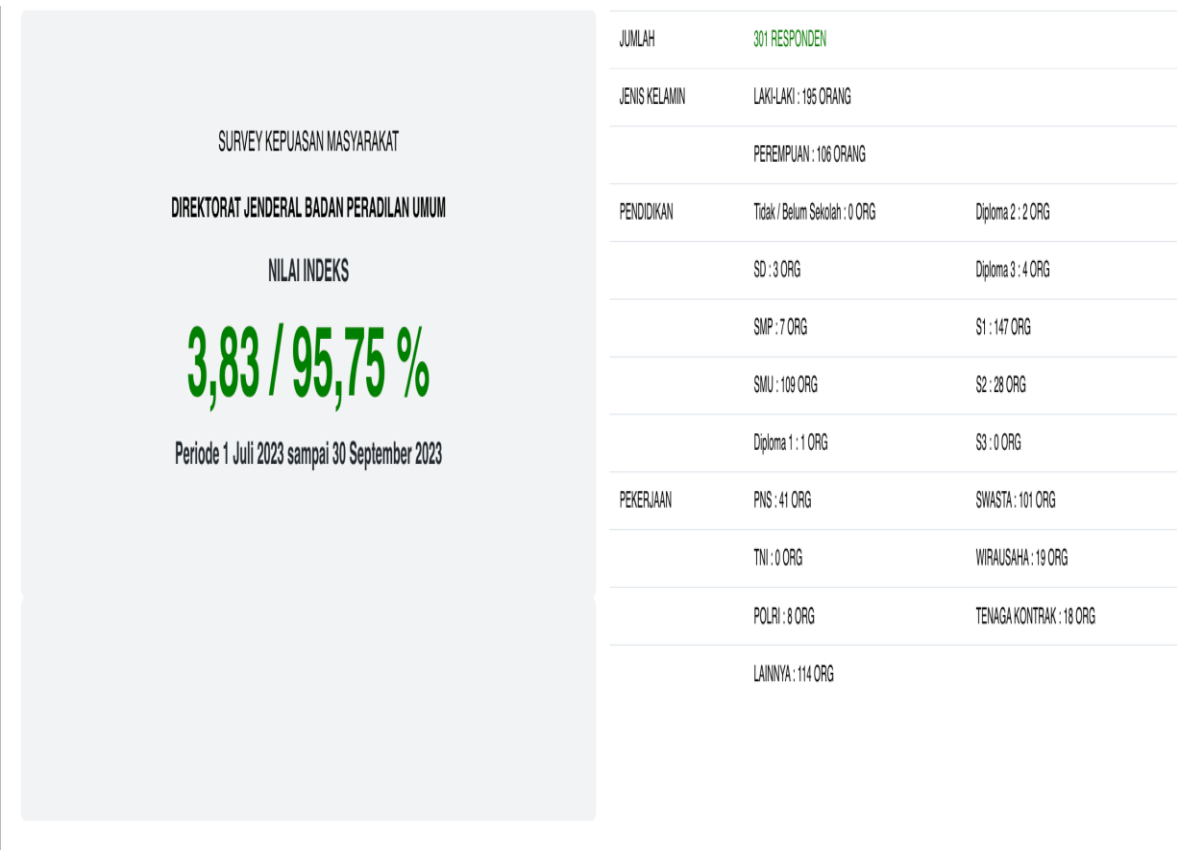 SURVEY KEPUASAN MASYARAKAT
DIREKTORAT JENDERAL BADAN PERADILAN UMUM
NILAI INDEKS
3,83 / 95,75 %
Periode 1 Juli 2023 sampai 30 September 2023
JUMLAH 301 RESPONDEN
JENIS KELAMIN LAKI-LAKI : 195 ORANG
PEREMPUAN : 106 ORANG
PENDIDIKAN Tidak / Belum Sekolah : 0 ORG Diploma 2 : 2 ORG
SD : 3 ORG Diploma 3 : 4 ORG
SMP : 7 ORG S1 : 147 ORG
SMU : 109 ORG S2 : 28 ORG
Diploma 1 : 1 ORG S3 : 0 ORG
PEKERJAAN PNS : 41 ORG SWASTA : 101 ORG
TNI : 0 ORG WIRAUSAHA : 19 ORG
POLRI : 8 ORG TENAGA KONTRAK : 18 ORG
LAINNYA : 114 ORG